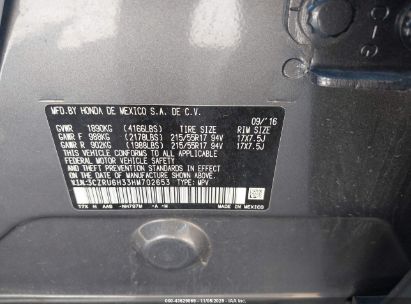 MFD.BY HONDA DE MEXICO S.A. DE C.V. 09/'16
GVWR 1890KG (4166LBS) TIRE SIZE RIM SIZE
GAWR F 988KG (2178LBS) 215/55R17 94V 17X7.5J
GAWR R 902KG (1988LBS) 215/55R17 94V 17X7.5J
THIS VEHICLE CONFORMS TO ALL APPLICABLE
FEDERAL MOTOR VEHICLE SAFETY AND
THEFT PREVENTION STANDARDS IN EFFECT ON THE
DATE OF MANUFACTURE SHOWN ABOVE.
V.I.N:3CZRU6H33HM702653 TYPE: MPV
MADE IN MEXICO